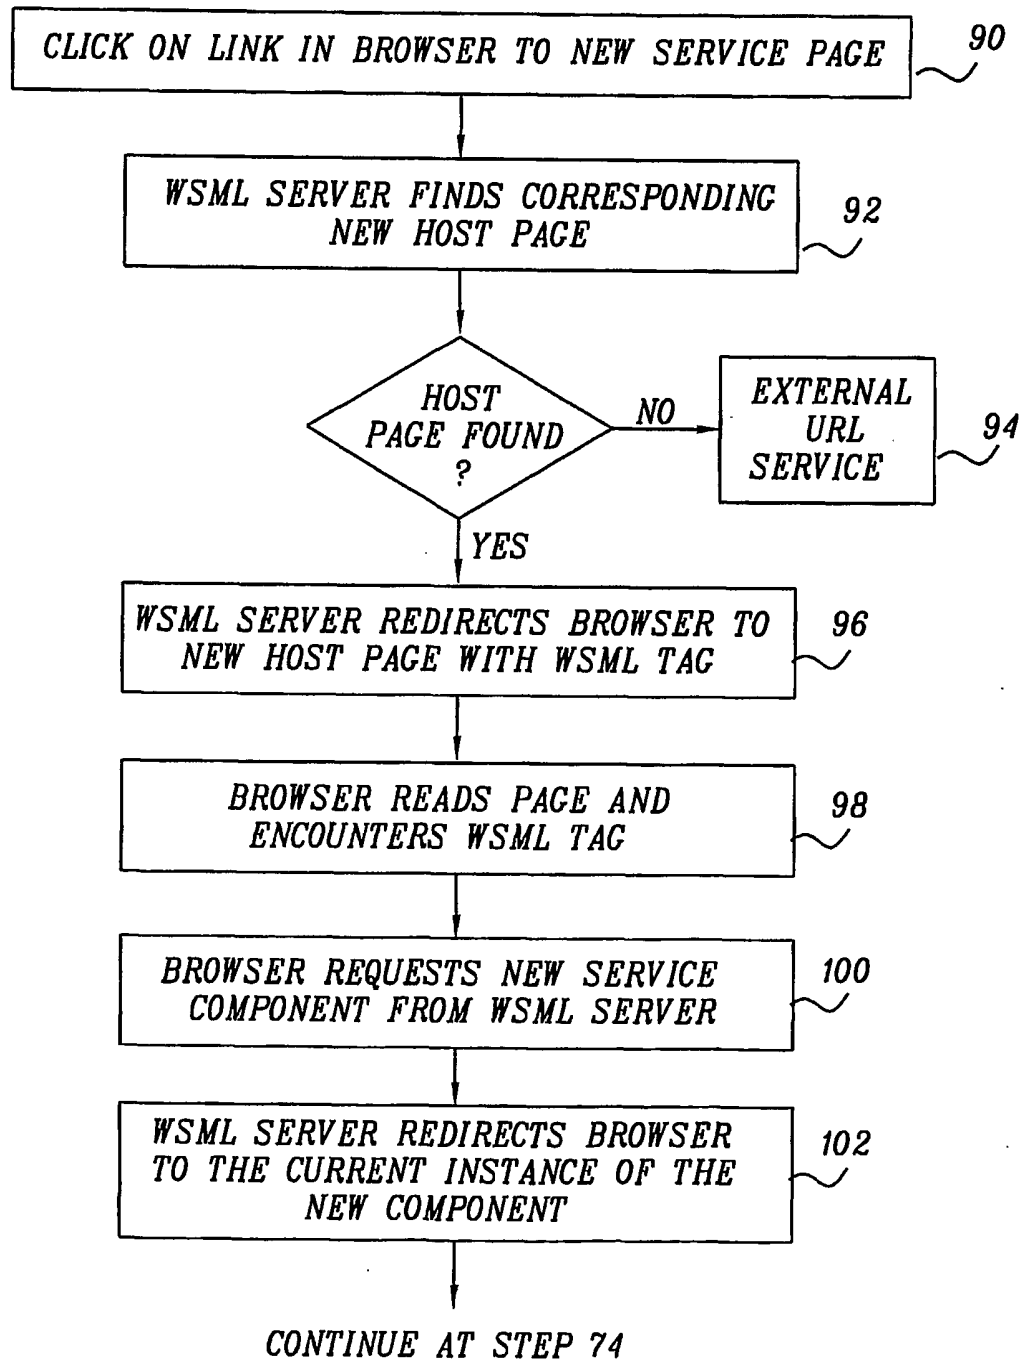 CLICK ON LINK IN BROWSER TO NEW SERVICE PAGE
90
WSML SERVER FINDS CORRESPONDING
NEW HOST PAGE
92
HOST
PAGE FOUND
?
NO
EXTERNAL
URL
SERVICE
94
YES
WSML SERVER REDIRECTS BROWSER TO
NEW HOST PAGE WITH WSML TAG
96
BROWSER READS PAGE AND
ENCOUNTERS WSML TAG
98
BROWSER REQUESTS NEW SERVICE
COMPONENT FROM WSML SERVER
100
WSML SERVER REDIRECTS BROWSER
TO THE CURRENT INSTANCE OF THE
NEW COMPONENT
102
CONTINUE AT STEP 74